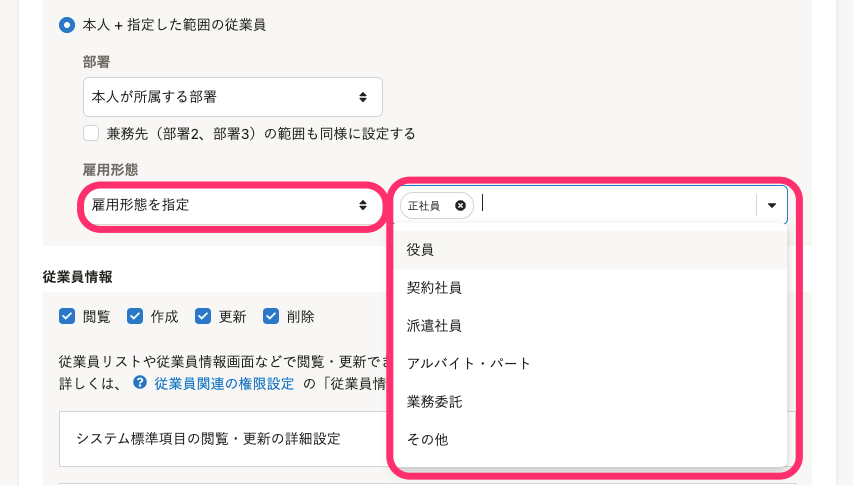 本人 + 指定した範囲の従業員
部署
本人が所属する部署
兼務先（部署2、部署3）の範囲も同様に設定する
雇用形態
雇用形態を指定
正社員
役員
契約社員
派遣社員
アルバイト・パート
業務委託
その他
従業員情報
閲覧 作成 更新 削除
従業員リストや従業員情報画面などで閲覧・更新でき
詳しくは、 ? 従業員関連の権限設定 の「従業員情
システム標準項目の閲覧・更新の詳細設定